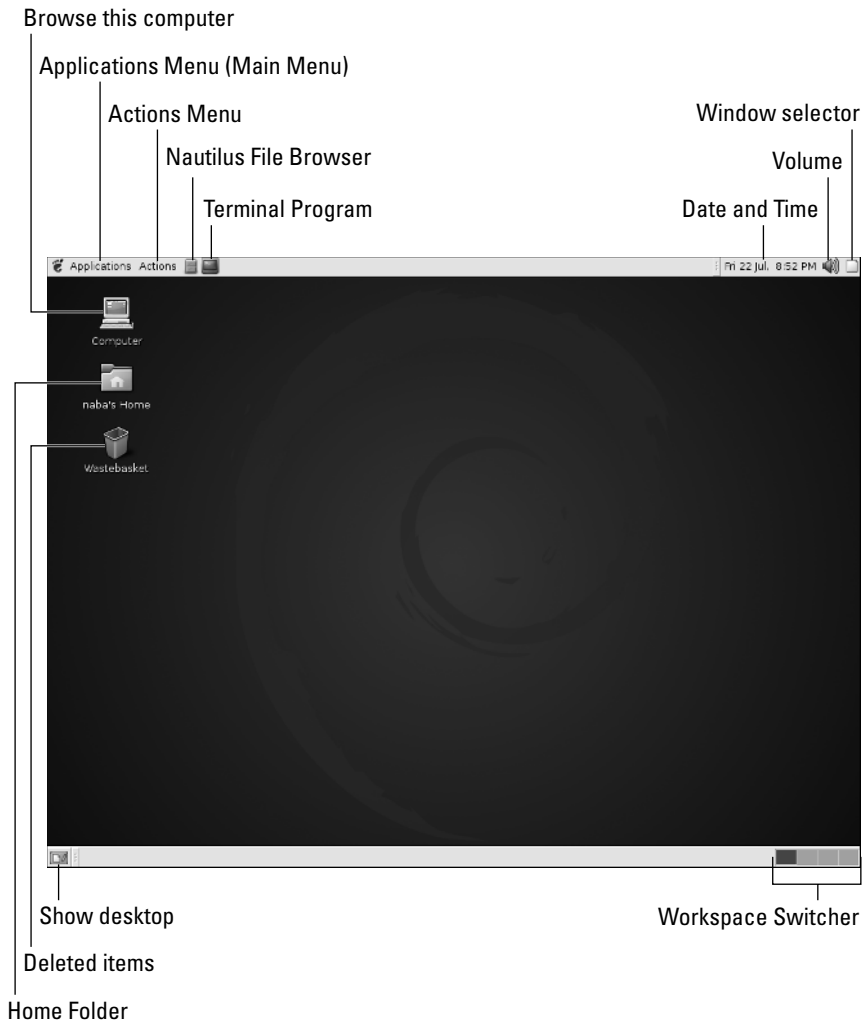 Browse this computer
Applications Menu (Main Menu)
Actions Menu
Window selector
Nautilus File Browser
Volume
Terminal Program
Date and Time
Applications Actions
Fri 22 Jul, 8:52 PM
Computer
naba's Home
Wastebasket
Show desktop
Workspace Switcher
Deleted items
Home Folder